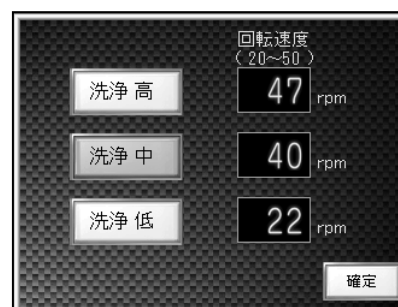 回転速度
(20～50)
洗浄 高 47 rpm
洗浄 中 40 rpm
洗浄 低 22 rpm
確定